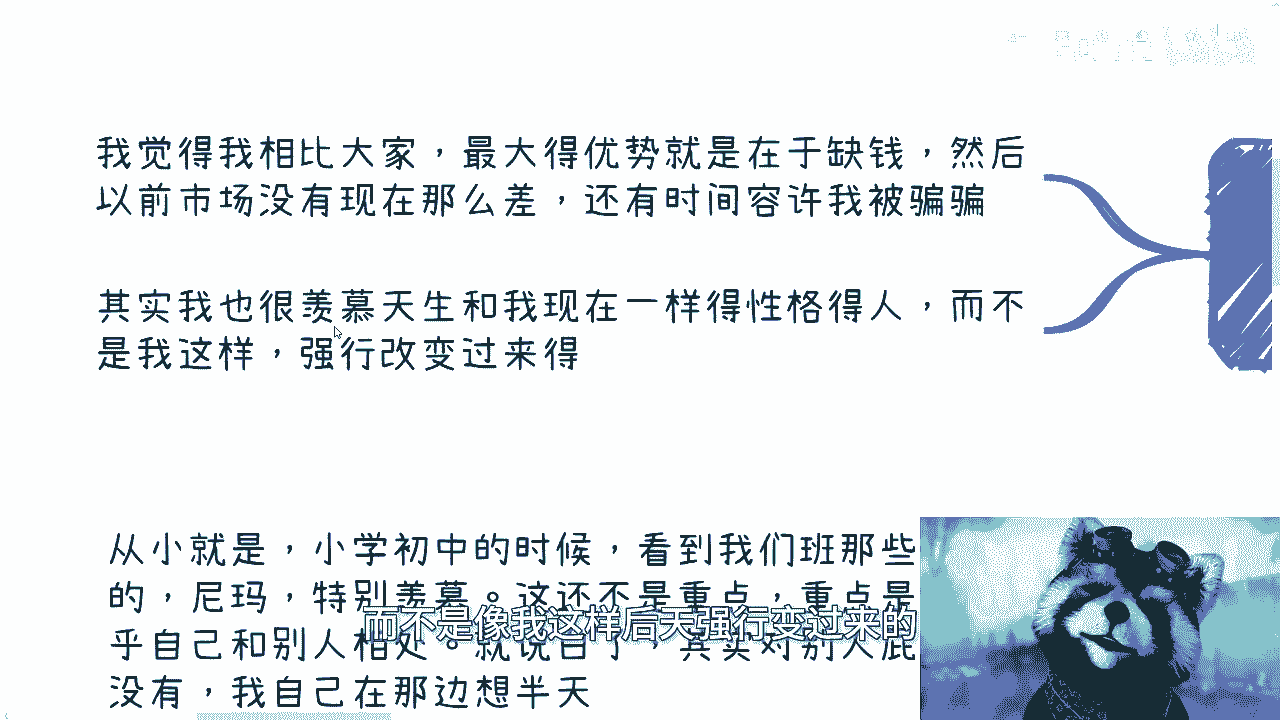 我觉得我相比大家，最大得优势就是在于缺钱，然后
以前市场没有现在那么差，还有时间容许我被骗骗
其实我也很羡慕天生和我现在一样得性格得人，而不
是我这样，强行改变过来得
从小就是，小学初中的时候，看到我们班那些
的，尼玛，特别羡慕。这还不是重点，重点是
而不是像我这样后天强行变过来的
乎自己和别人相处。就说白了，其实对别人屁
没有，我自己在那边想半天